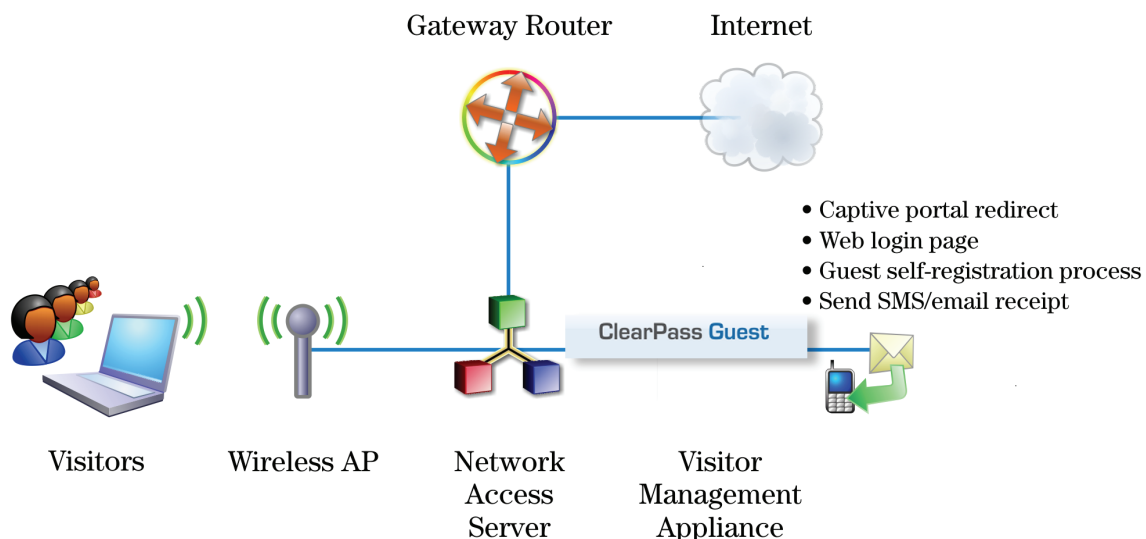 Gateway Router
Internet
• Captive portal redirect
• Web login page
• Guest self-registration process
• Send SMS/email receipt
ClearPass Guest
Visitors
Wireless AP
Network
Access
Server
Visitor
Management
Appliance